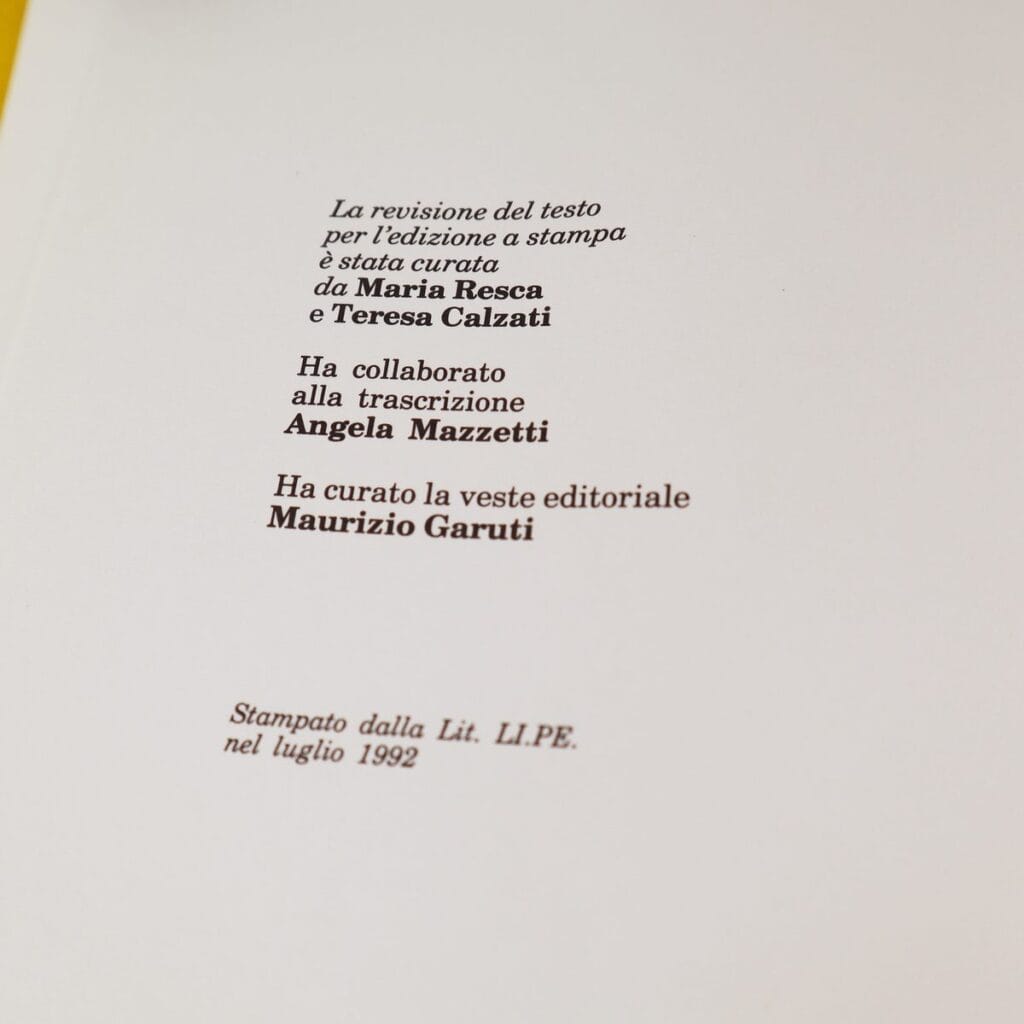 La revisione del testo
per l'edizione a stampa
è stata curata
da Maria Resca
e Teresa Calzati
Ha collaborato
alla trascrizione
Angela Mazzetti
Ha curato la veste editoriale
Maurizio Garuti
Stampato dalla Lit. LI.PE.
nel luglio 1992